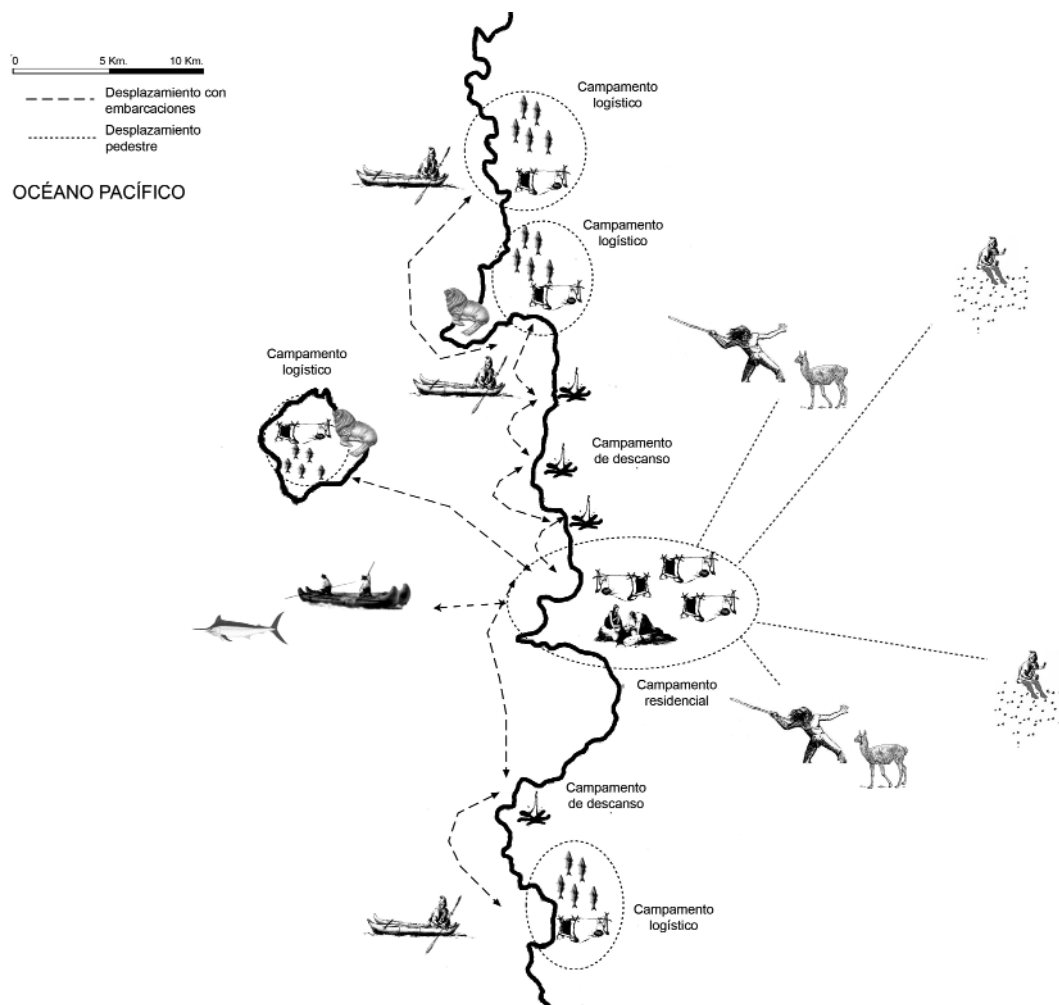 0 5 Km. 10 Km.
Desplazamiento con
embarcaciones
Desplazamiento
pedestre
OCÉANO PACÍFICO
Campamento
logístico
Campamento
logístico
Campamento
logístico
Campamento
de descanso
Campamento
residencial
Campamento
de descanso
Campamento
logístico